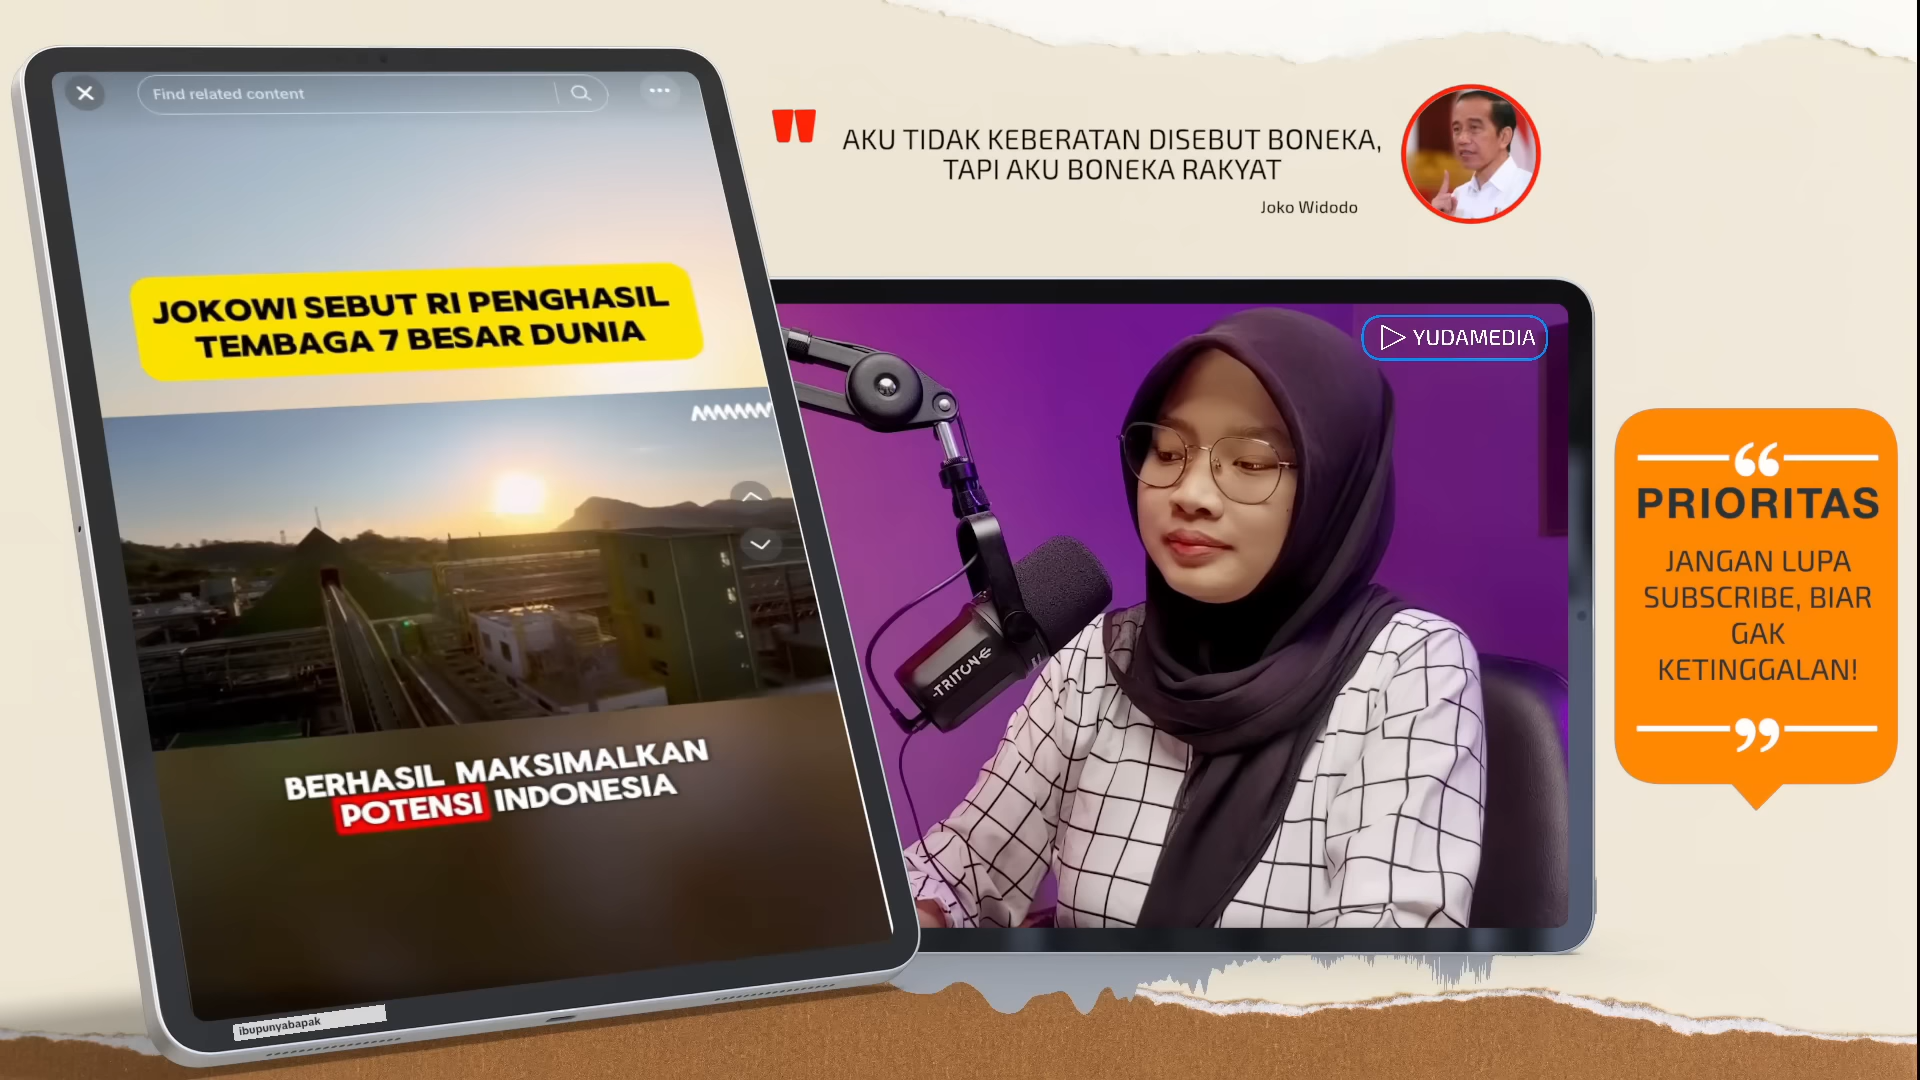 Find related content
JOKOWI SEBUT RI PENGHASIL
TEMBAGA 7 BESAR DUNIA
BERHASIL MAKSIMALKAN
POTENSI INDONESIA
ibupunyabapak
AKU TIDAK KEBERATAN DISEBUT BONEKA,
TAPI AKU BONEKA RAKYAT
Joko Widodo
YUDAMEDIA
TRITON
PRIORITAS
JANGAN LUPA
SUBSCRIBE, BIAR
GAK
KETINGGALAN!